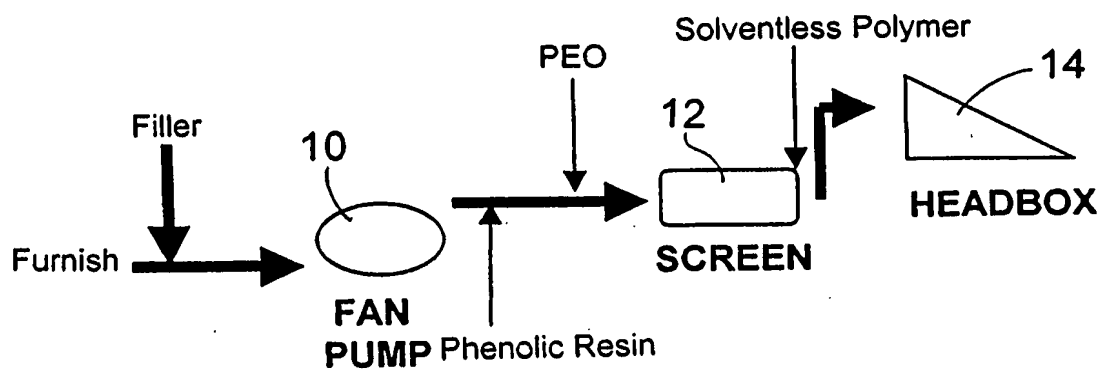 Solventless Polymer
PEO
14
12
Filler
10
HEADBOX
Furnish
SCREEN
FAN
PUMP
Phenolic Resin